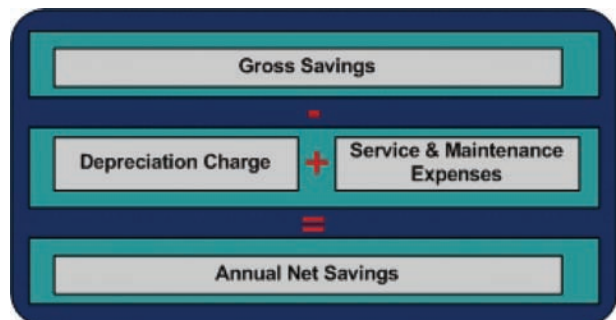 Gross Savings
-
Depreciation Charge + Service & Maintenance
Expenses
=
Annual Net Savings